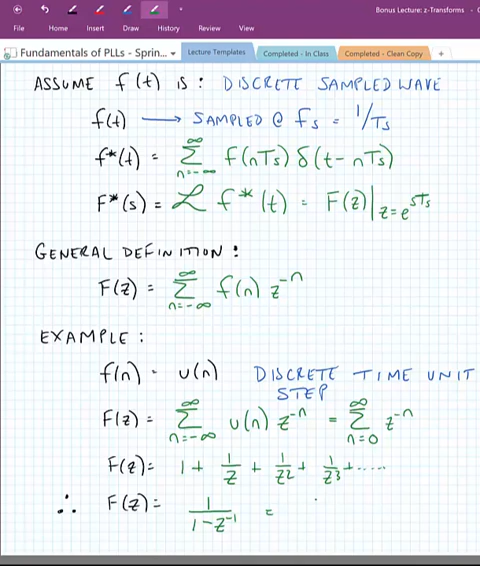 Bonus Lecture: z-Transforms
File Home Insert Draw History Review View
Fundamentals of PLLs - Sprin... Lecture Templates Completed - In Class Completed - Clean Copy +
ASSUME f(t) IS: DISCRETE SAMPLED WAVE
f(t) → SAMPLED @ fs = 1/Ts
f*(t) = ∑_{n=-∞}^{∞} f(nTs) δ(t-nTs)
F*(s) = ℒ f*(t) = F(z)|_{z=e^{sTs}}
GENERAL DEFINITION:
F(z) = ∑_{n=-∞}^{∞} f(n) z^{-n}
EXAMPLE:
f(n) = u(n) DISCRETE TIME UNIT
STEP
F(z) = ∑_{n=-∞}^{∞} u(n) z^{-n} = ∑_{n=0}^{∞} z^{-n}
F(z) = 1 + 1/z + 1/z2 + 1/z3 + .....
∴ F(z) = 1/(1-z^{-1}) =